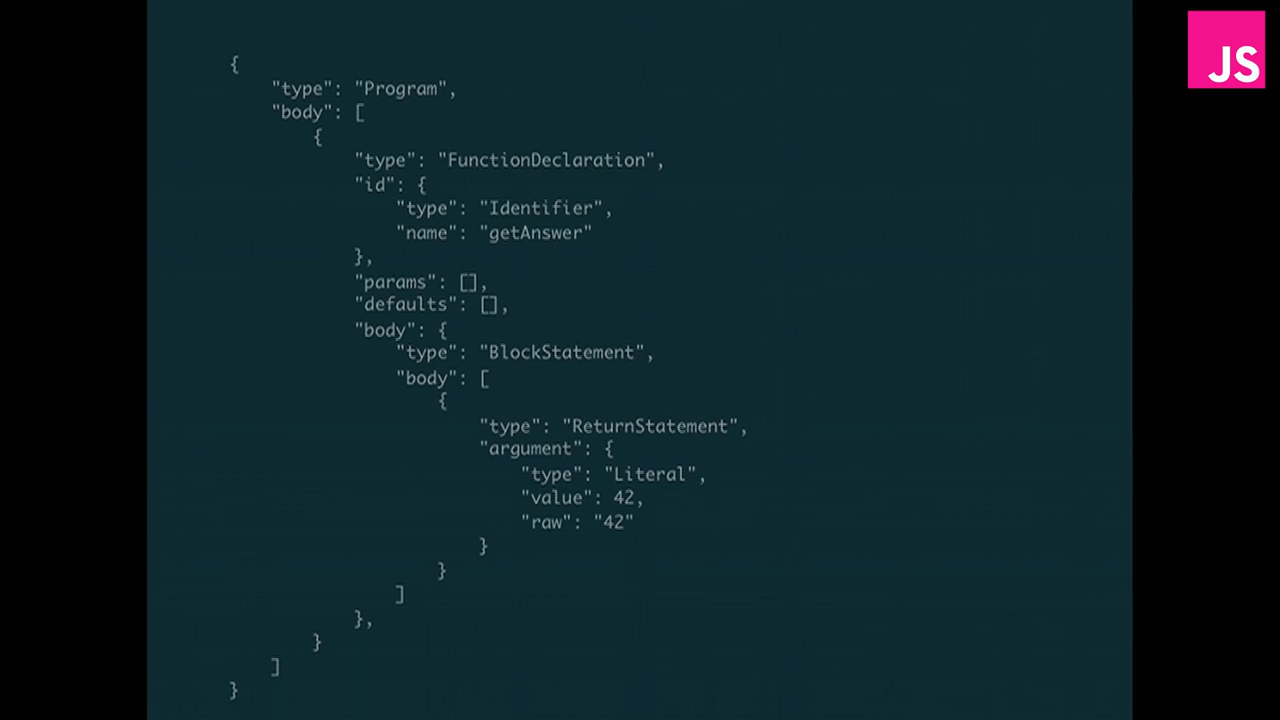 {
    "type": "Program",
    "body": [
        {
            "type": "FunctionDeclaration",
            "id": {
                "type": "Identifier",
                "name": "getAnswer"
            },
            "params": [],
            "defaults": [],
            "body": {
                "type": "BlockStatement",
                "body": [
                    {
                        "type": "ReturnStatement",
                        "argument": {
                            "type": "Literal",
                            "value": 42,
                            "raw": "42"
                        }
                    }
                ]
            },
        }
    ]
}
JS